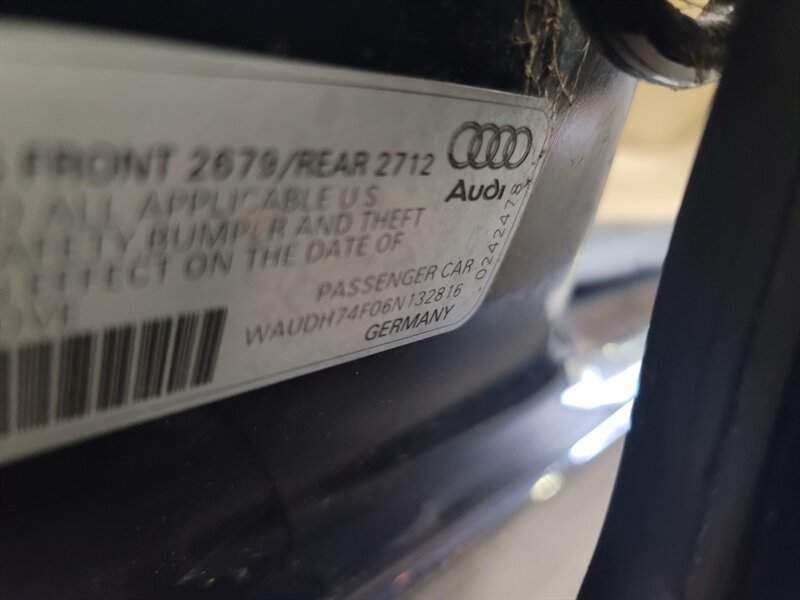 FRONT 2679/REAR 2712
ALL APPLICABLE U S
SAFETY, BUMPER AND THEFT
EFFECT ON THE DATE OF
PASSENGER CAR
WAUDH74F06N132816
GERMANY
Audi
0242478